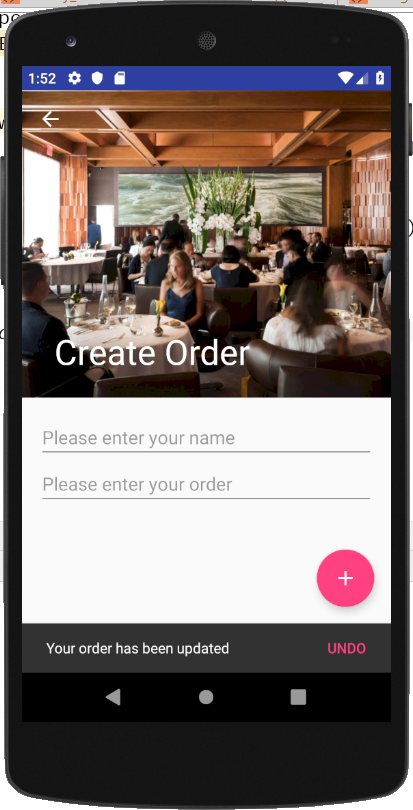 1:52
Create Order
Please enter your name
Please enter your order
Your order has been updated
UNDO